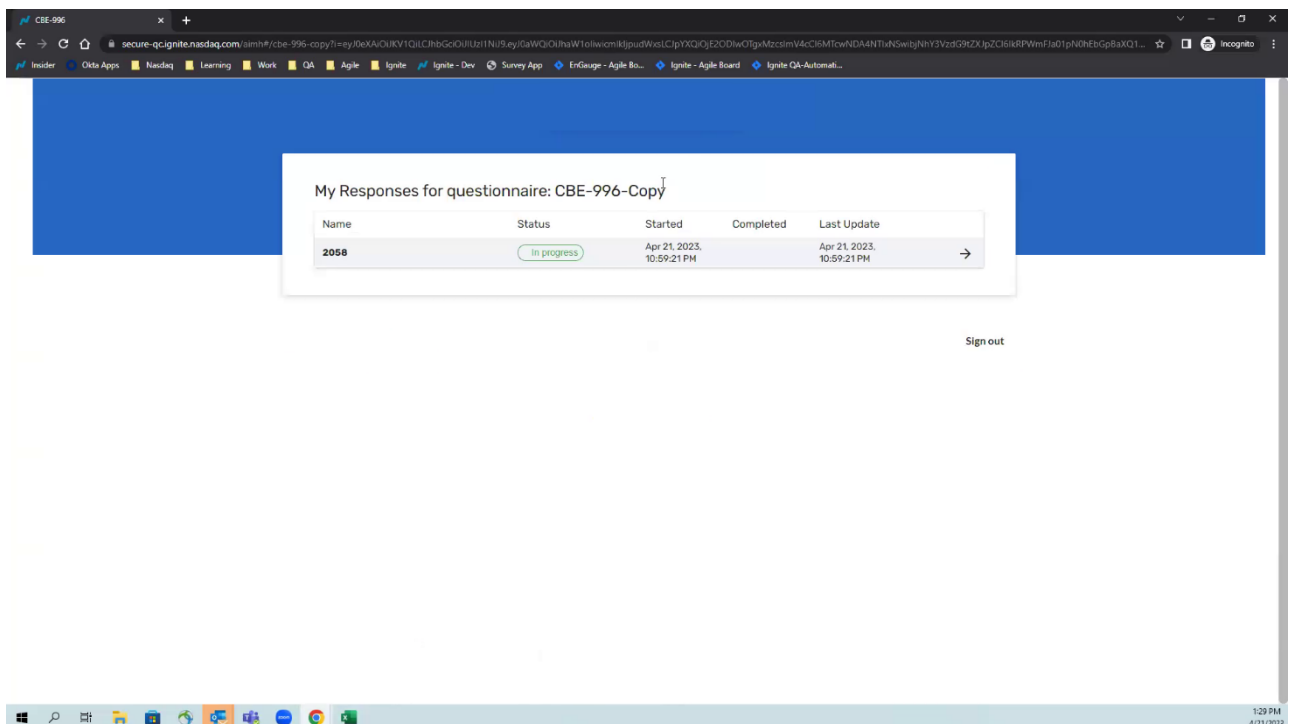 CBE-996
secure-qc.ignite.nasdaq.com/aimh#/cbe-996-copy?i=
Incognito
Insider Okta Apps Nasdaq Learning Work QA Agile Ignite Ignite - Dev Survey App EnGauge - Agile Bo... Ignite - Agile Board Ignite QA-Automati...
My Responses for questionnaire: CBE-996-Copy
Name Status Started Completed Last Update
2058 In progress Apr 21, 2023, Apr 21, 2023,
10:59:21 PM 10:59:21 PM
Sign out
1:29 PM
4/21/2023